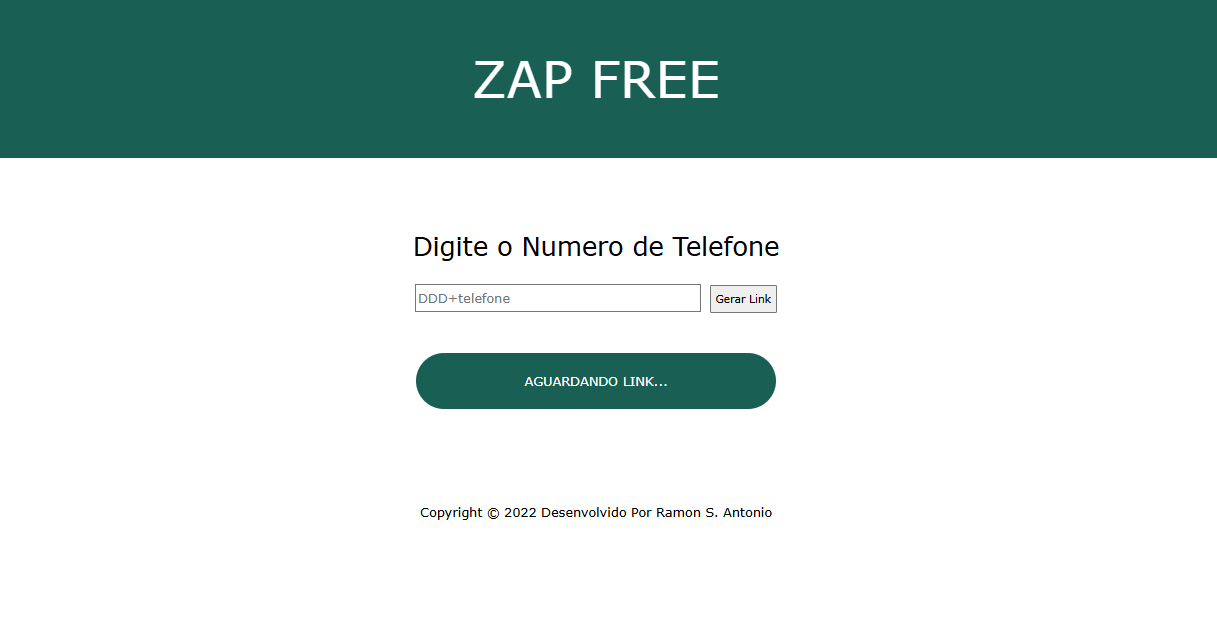 ZAP FREE
Digite o Numero de Telefone
DDD+telefone Gerar Link
AGUARDANDO LINK...
Copyright © 2022 Desenvolvido Por Ramon S. Antonio